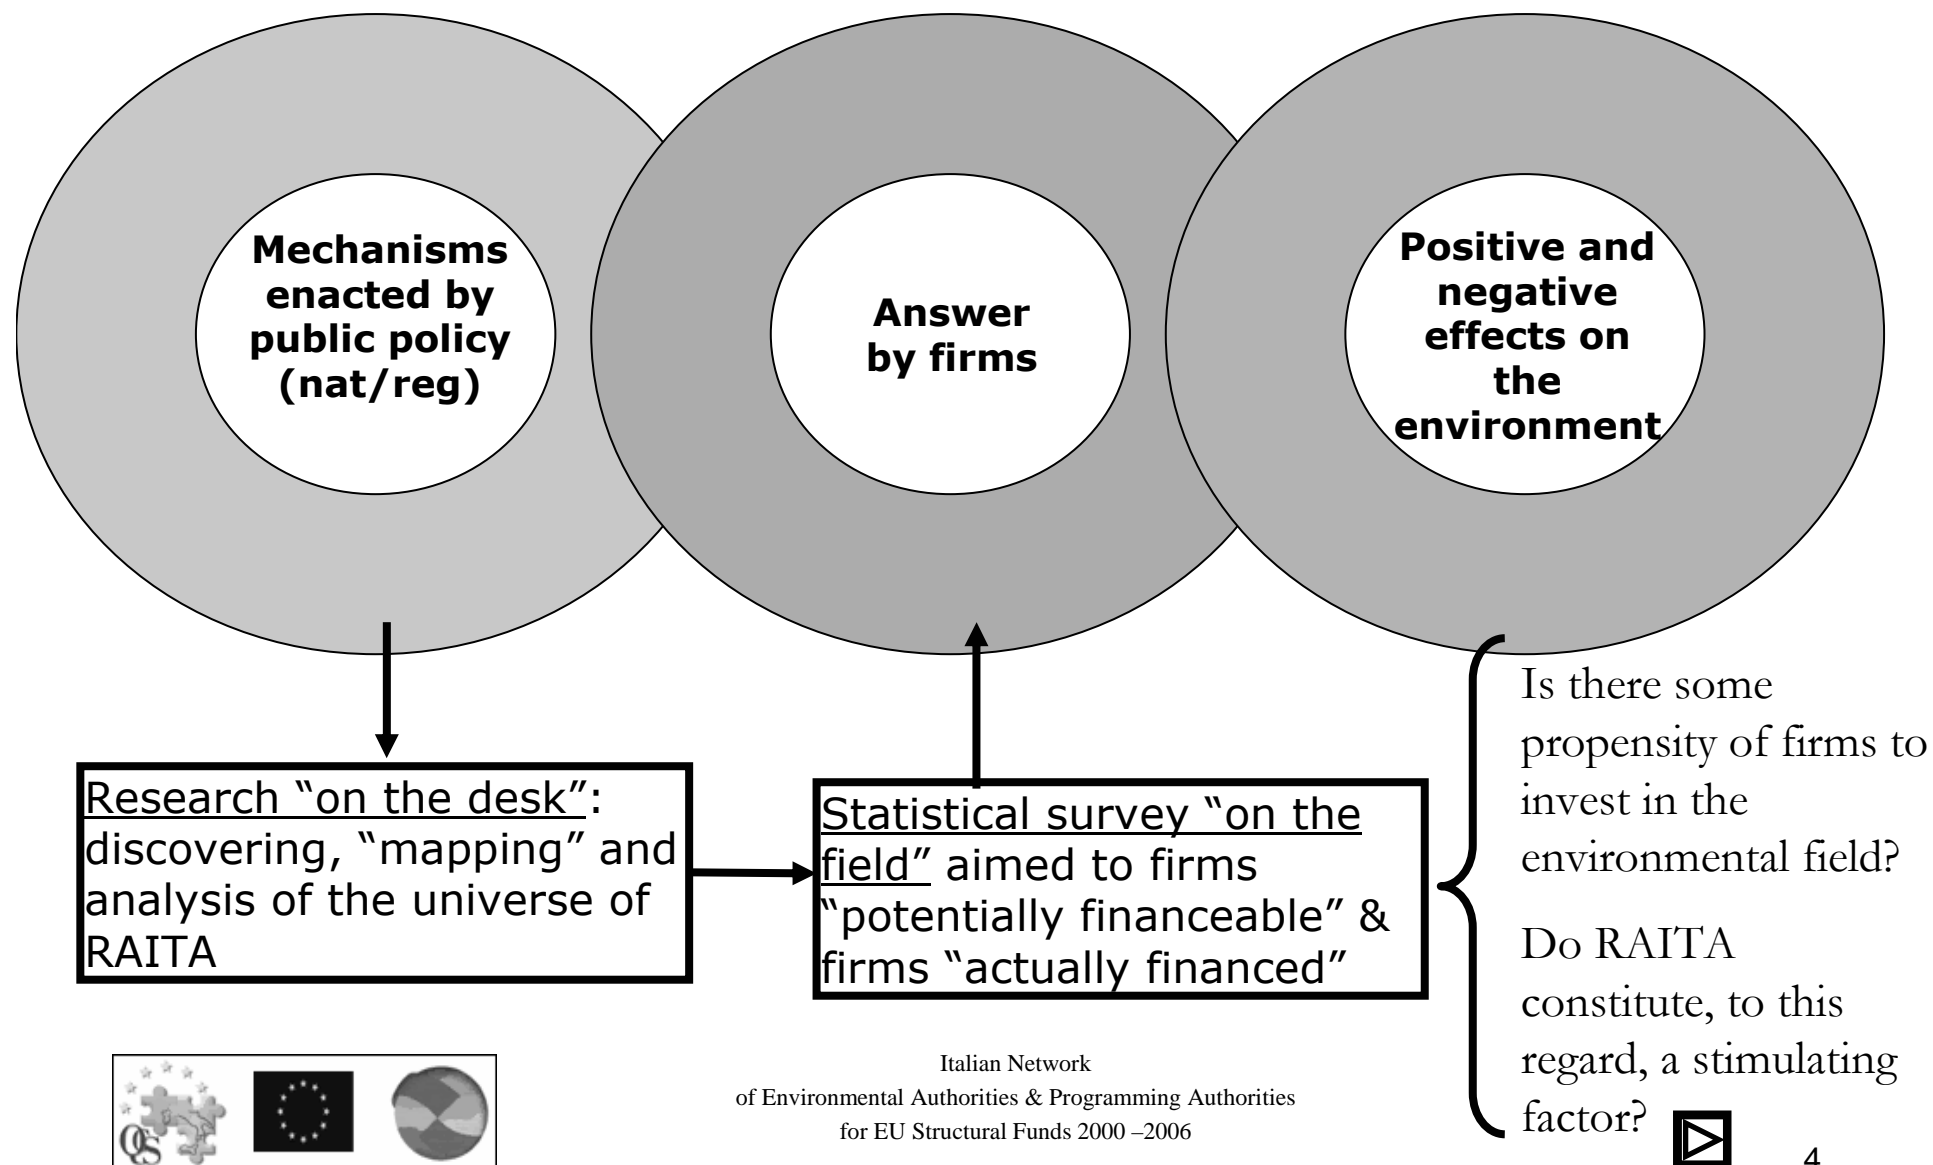 Mechanisms
enacted by
public policy
(nat/reg)
Answer
by firms
Positive and
negative
effects on
the
environment
Research “on the desk”:
discovering, “mapping” and
analysis of the universe of
RAITA
Statistical survey “on the
field” aimed to firms
“potentially financeable” &
firms “actually financed”
Is there some
propensity of firms to
invest in the
environmental field?
Do RAITA
constitute, to this
regard, a stimulating
factor?
QCS
Italian Network
of Environmental Authorities & Programming Authorities
for EU Structural Funds 2000 –2006
4